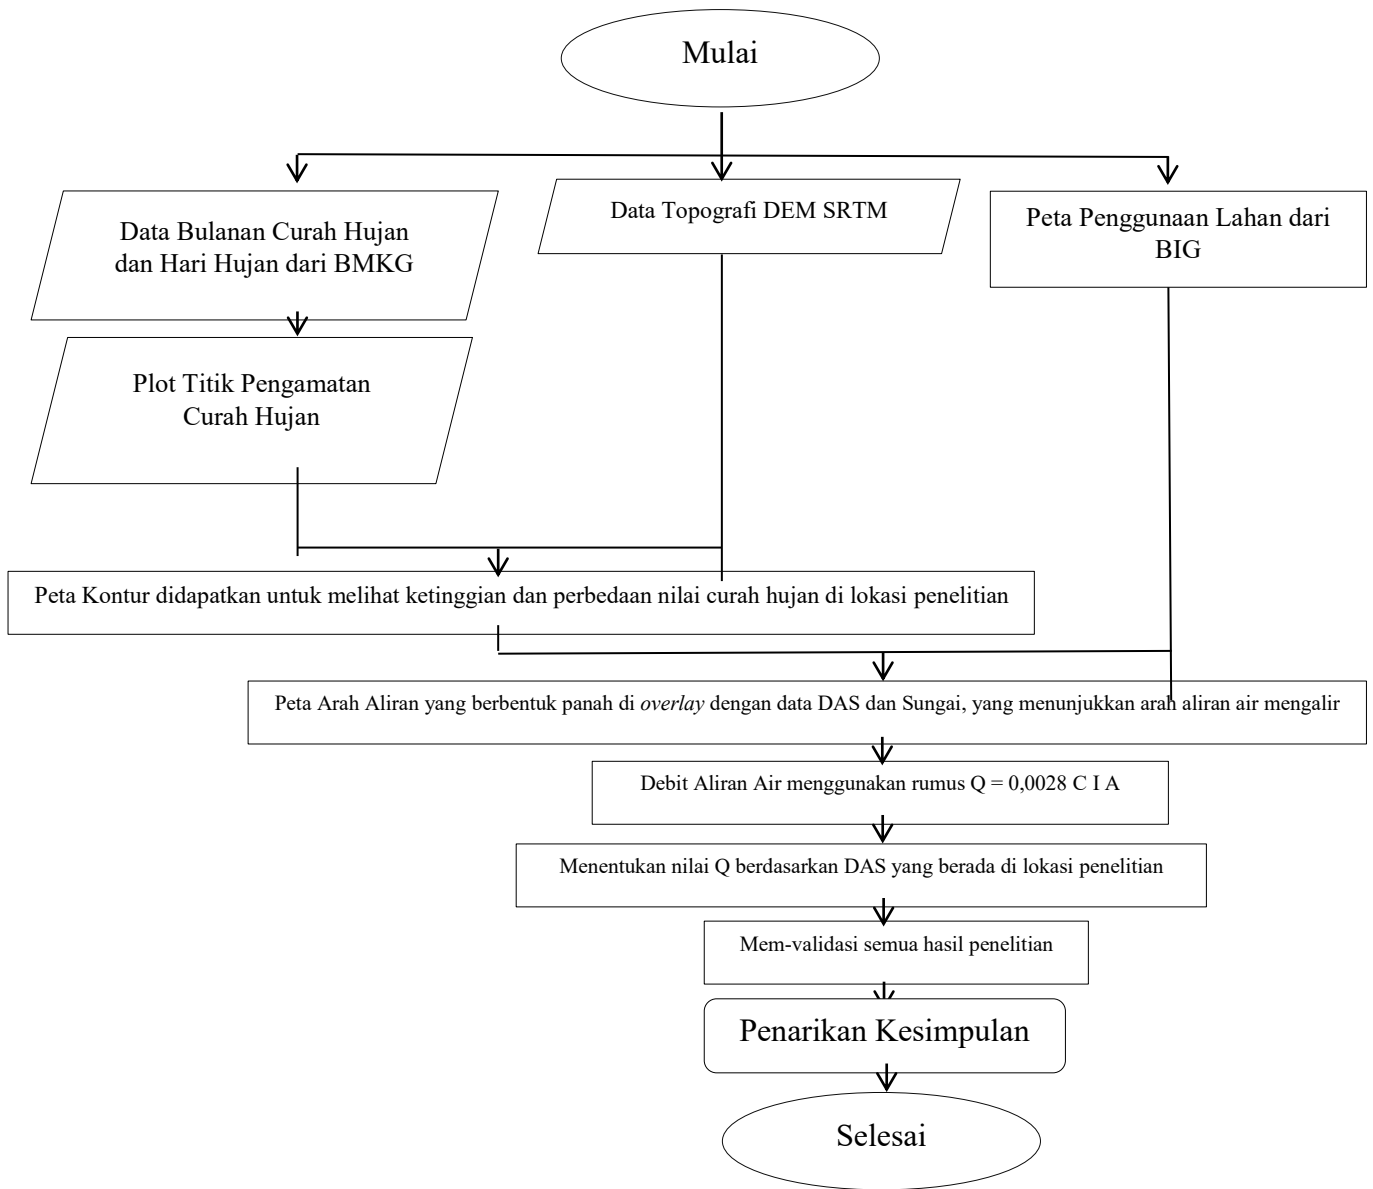 Mulai
Data Bulanan Curah Hujan
dan Hari Hujan dari BMKG
Data Topografi DEM SRTM
Peta Penggunaan Lahan dari
BIG
Plot Titik Pengamatan
Curah Hujan
Peta Kontur didapatkan untuk melihat ketinggian dan perbedaan nilai curah hujan di lokasi penelitian
Peta Arah Aliran yang berbentuk panah di overlay dengan data DAS dan Sungai, yang menunjukkan arah aliran air mengalir
Debit Aliran Air menggunakan rumus Q = 0,0028 C I A
Menentukan nilai Q berdasarkan DAS yang berada di lokasi penelitian
Mem-validasi semua hasil penelitian
Penarikan Kesimpulan
Selesai